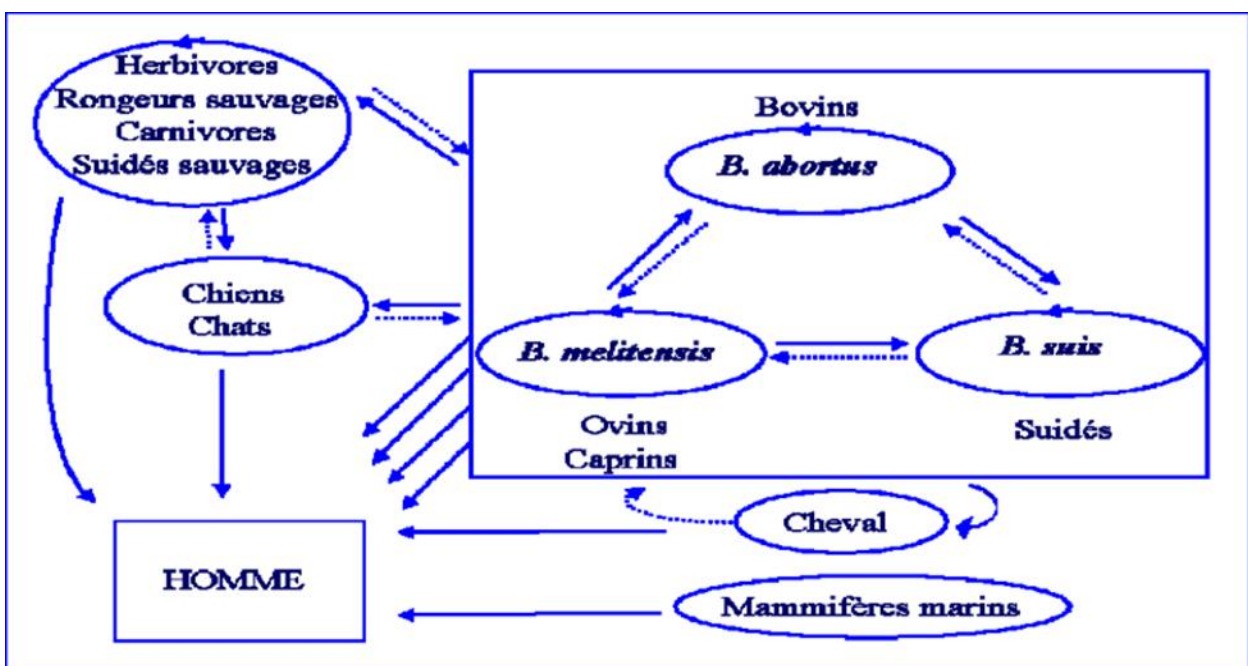 Herbivores
Rongeurs sauvages
Carnivores
Suidés sauvages
Chiens
Chats
Bovins
B. abortus
B. melitensis
B. suis
Ovins
Caprins
Suidés
Cheval
HOMME
Mammifères marins